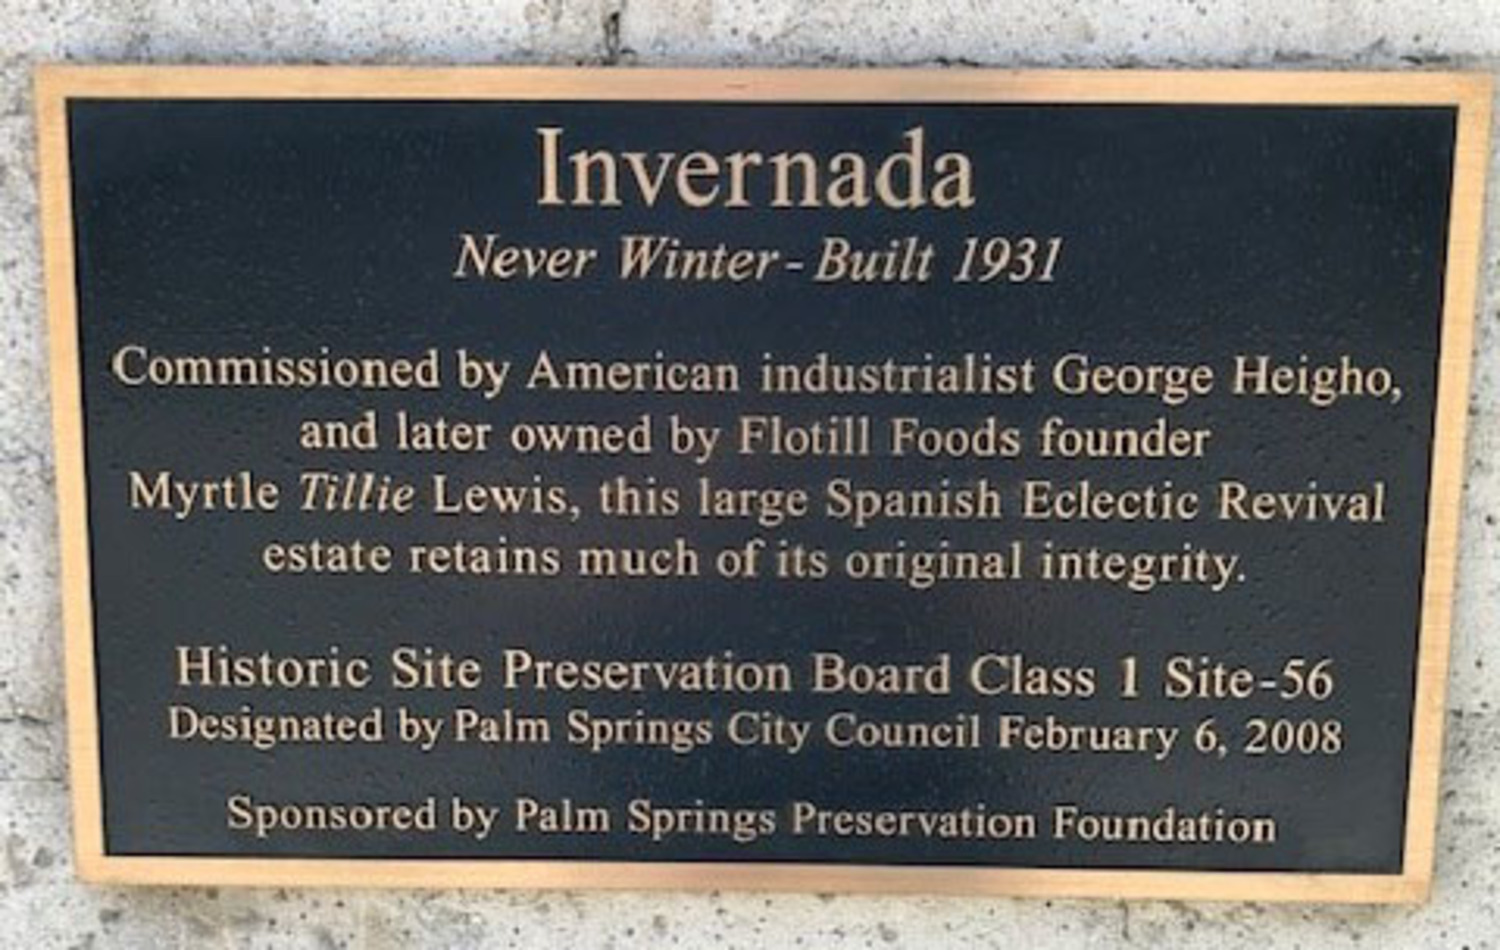 Invernada
Never Winter - Built 1931
Commissioned by American industrialist George Heigho,
and later owned by Flotill Foods founder
Myrtle Tillie Lewis, this large Spanish Eclectic Revival
estate retains much of its original integrity.
Historic Site Preservation Board Class 1 Site-56
Designated by Palm Springs City Council February 6, 2008
Sponsored by Palm Springs Preservation Foundation